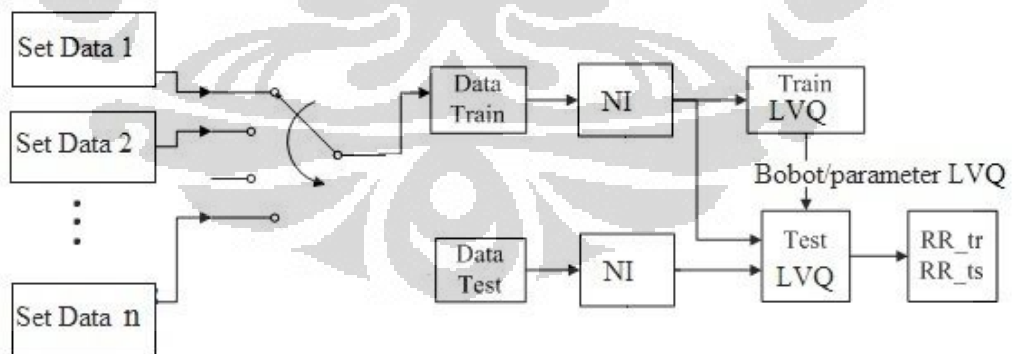 Set Data 1
Set Data 2
Set Data n
Data
Train
NI
Train
LVQ
Bobot/parameter LVQ
Data
Test
NI
Test
LVQ
RR_tr
RR_ts